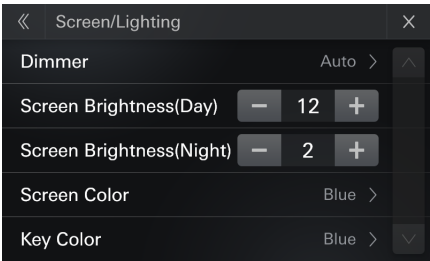 Screen/Lighting
Dimmer Auto
Screen Brightness(Day) − 12 +
Screen Brightness(Night) − 2 +
Screen Color Blue
Key Color Blue